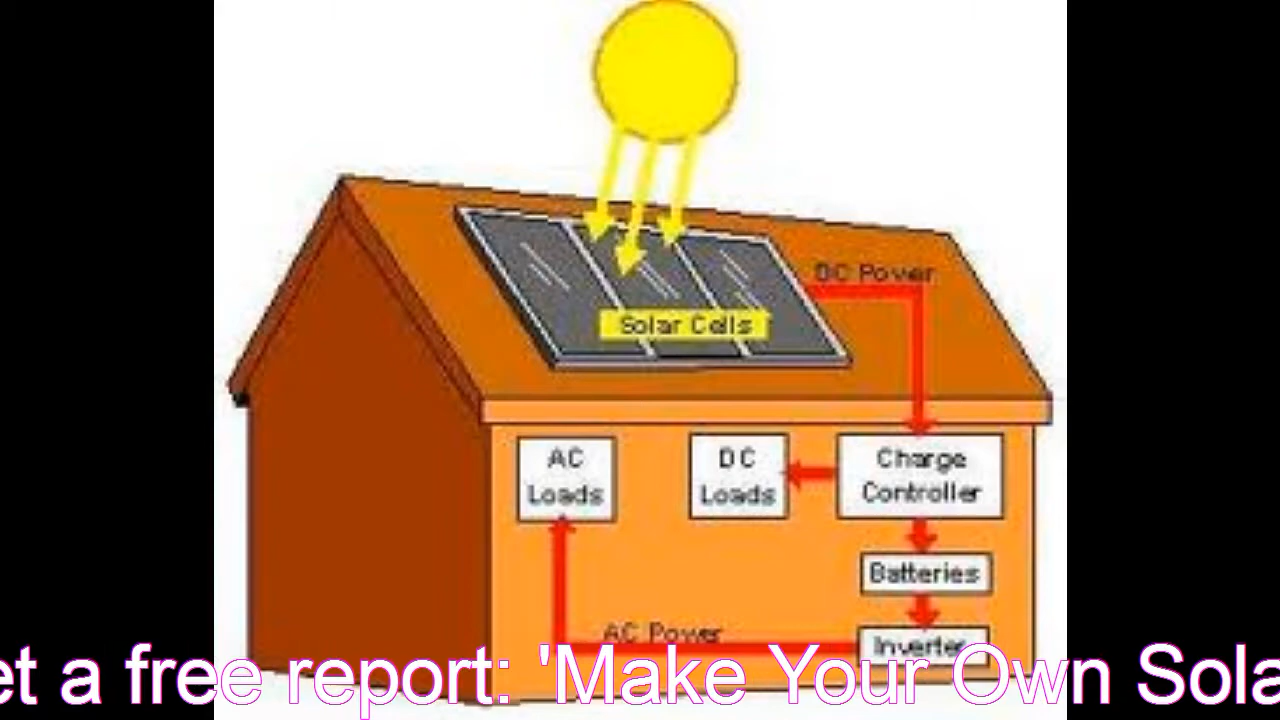 DC Power
Solar Cells
AC
Loads
DC
Loads
Charge
Controller
Batteries
AC Power
Inverter
et a free report: 'Make Your Own Sola